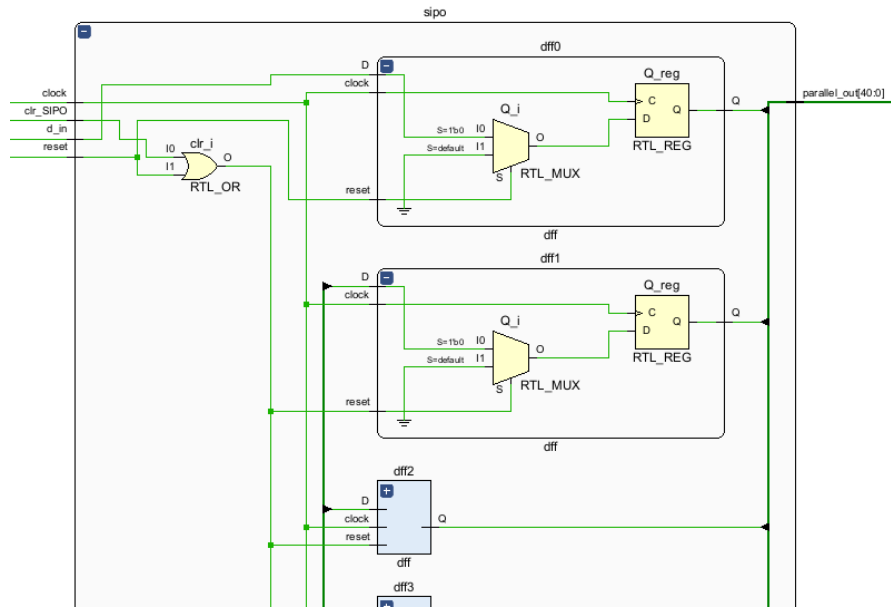 sipo
dff0
D
clock
Q_reg
clock
clr_SIPO
d_in
reset
parallel_out[40:0]
C
Q
D
Q
RTL_REG
Q_i
S=1'b0
I0
S=default
I1
O
S
RTL_MUX
clr_i
I0
I1
O
RTL_OR
reset
dff
dff1
D
clock
Q_reg
C
Q
D
Q
RTL_REG
Q_i
S=1'b0
I0
S=default
I1
O
S
RTL_MUX
reset
dff
dff2
D
clock
reset
Q
dff
dff3